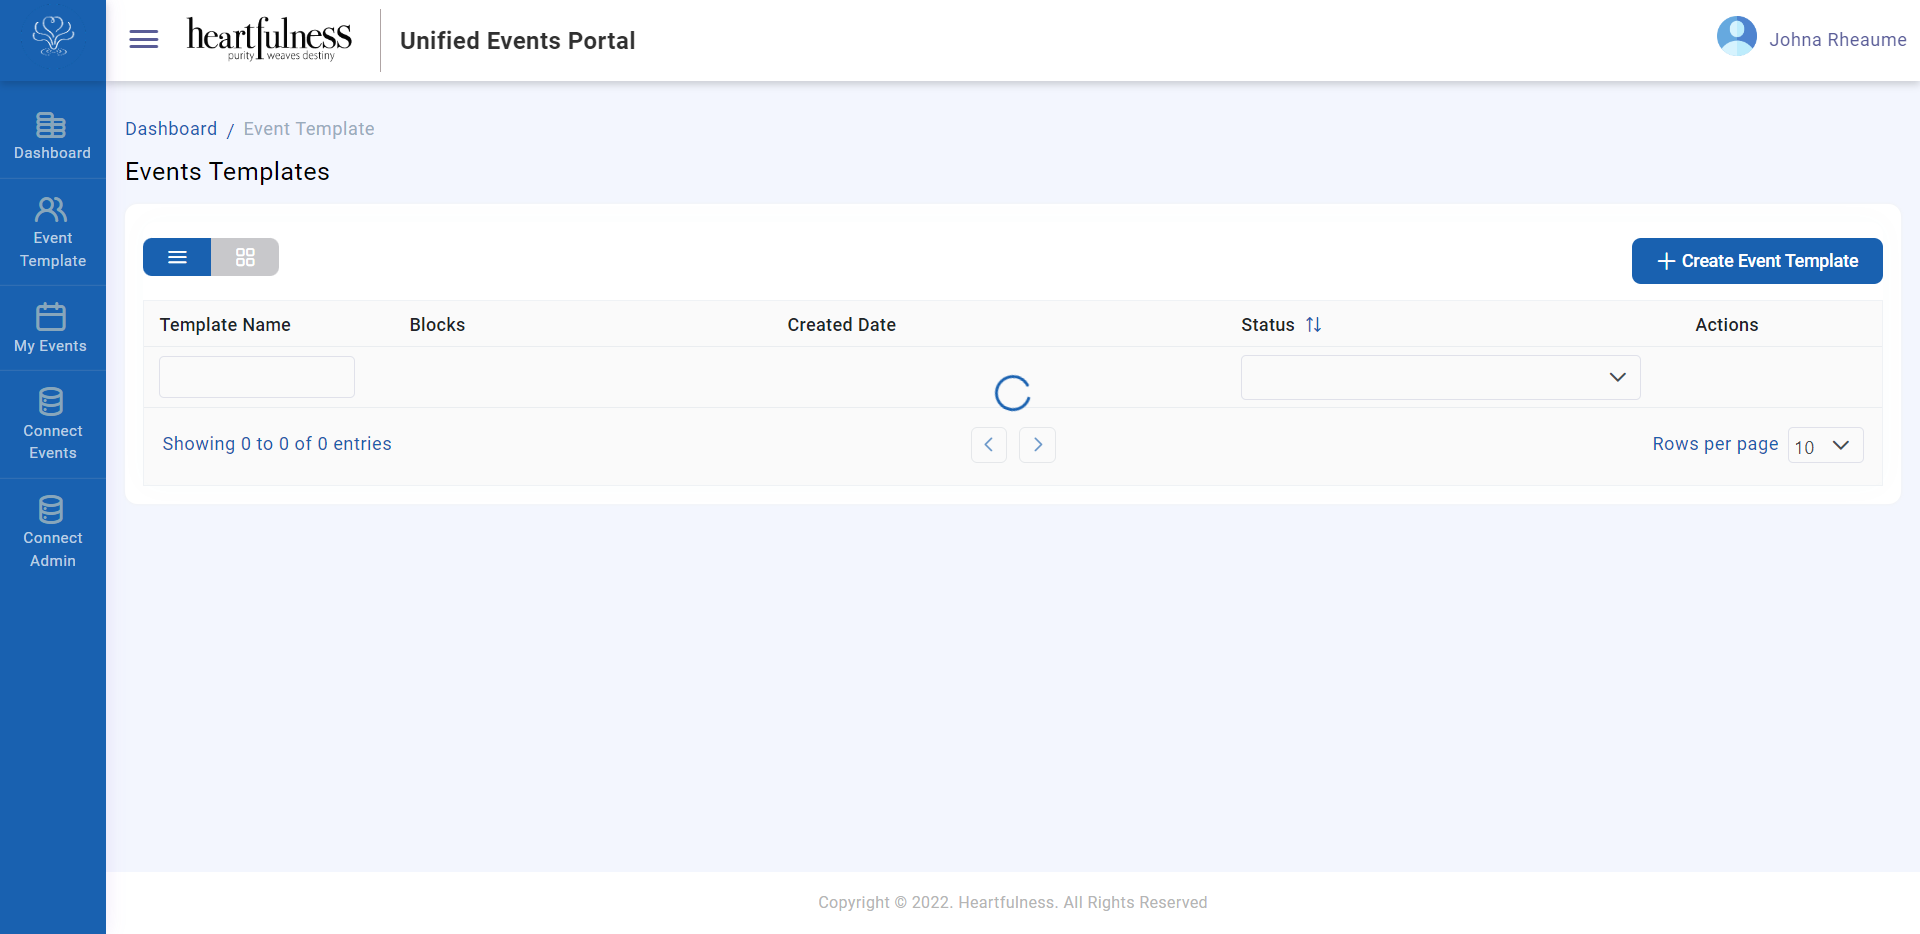 heartfulness
purity weaves destiny
Unified Events Portal
Johna Rheaume
Dashboard
Event
Template
My Events
Connect
Events
Connect
Admin
Dashboard / Event Template
Events Templates
Create Event Template
Template Name Blocks Created Date Status Actions
Showing 0 to 0 of 0 entries
Rows per page 10
Copyright © 2022. Heartfulness. All Rights Reserved